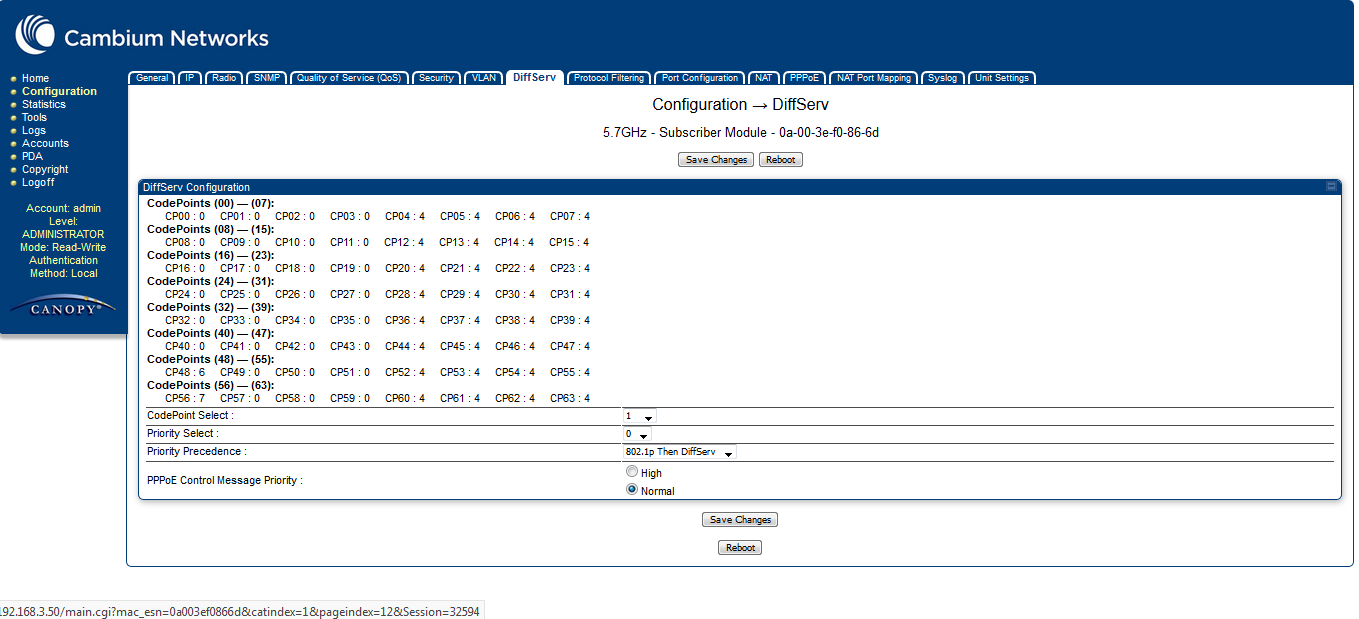 Cambium Networks
Home
Configuration
Statistics
Tools
Logs
Accounts
PDA
Copyright
Logoff
Account: admin
Level:
ADMINISTRATOR
Mode: Read-Write
Authentication
Method: Local
CANOPY®
General IP Radio SNMP Quality of Service (QoS) Security VLAN DiffServ Protocol Filtering Port Configuration NAT PPPoE NAT Port Mapping Syslog Unit Settings
Configuration → DiffServ
5.7GHz - Subscriber Module - 0a-00-3e-f0-86-6d
Save Changes Reboot
DiffServ Configuration
CodePoints (00) — (07):
CP00 : 0 CP01 : 0 CP02 : 0 CP03 : 0 CP04 : 4 CP05 : 4 CP06 : 4 CP07 : 4
CodePoints (08) — (15):
CP08 : 0 CP09 : 0 CP10 : 0 CP11 : 0 CP12 : 4 CP13 : 4 CP14 : 4 CP15 : 4
CodePoints (16) — (23):
CP16 : 0 CP17 : 0 CP18 : 0 CP19 : 0 CP20 : 4 CP21 : 4 CP22 : 4 CP23 : 4
CodePoints (24) — (31):
CP24 : 0 CP25 : 0 CP26 : 0 CP27 : 0 CP28 : 4 CP29 : 4 CP30 : 4 CP31 : 4
CodePoints (32) — (39):
CP32 : 0 CP33 : 0 CP34 : 0 CP35 : 0 CP36 : 4 CP37 : 4 CP38 : 4 CP39 : 4
CodePoints (40) — (47):
CP40 : 0 CP41 : 0 CP42 : 0 CP43 : 0 CP44 : 4 CP45 : 4 CP46 : 4 CP47 : 4
CodePoints (48) — (55):
CP48 : 6 CP49 : 0 CP50 : 0 CP51 : 0 CP52 : 4 CP53 : 4 CP54 : 4 CP55 : 4
CodePoints (56) — (63):
CP56 : 7 CP57 : 0 CP58 : 0 CP59 : 0 CP60 : 4 CP61 : 4 CP62 : 4 CP63 : 4
CodePoint Select : 1
Priority Select : 0
Priority Precedence : 802.1p Then DiffServ
PPPoE Control Message Priority : High
Normal
Save Changes
Reboot
192.168.3.50/main.cgi?mac_esn=0a003ef0866d&catindex=1&pageindex=12&Session=32594